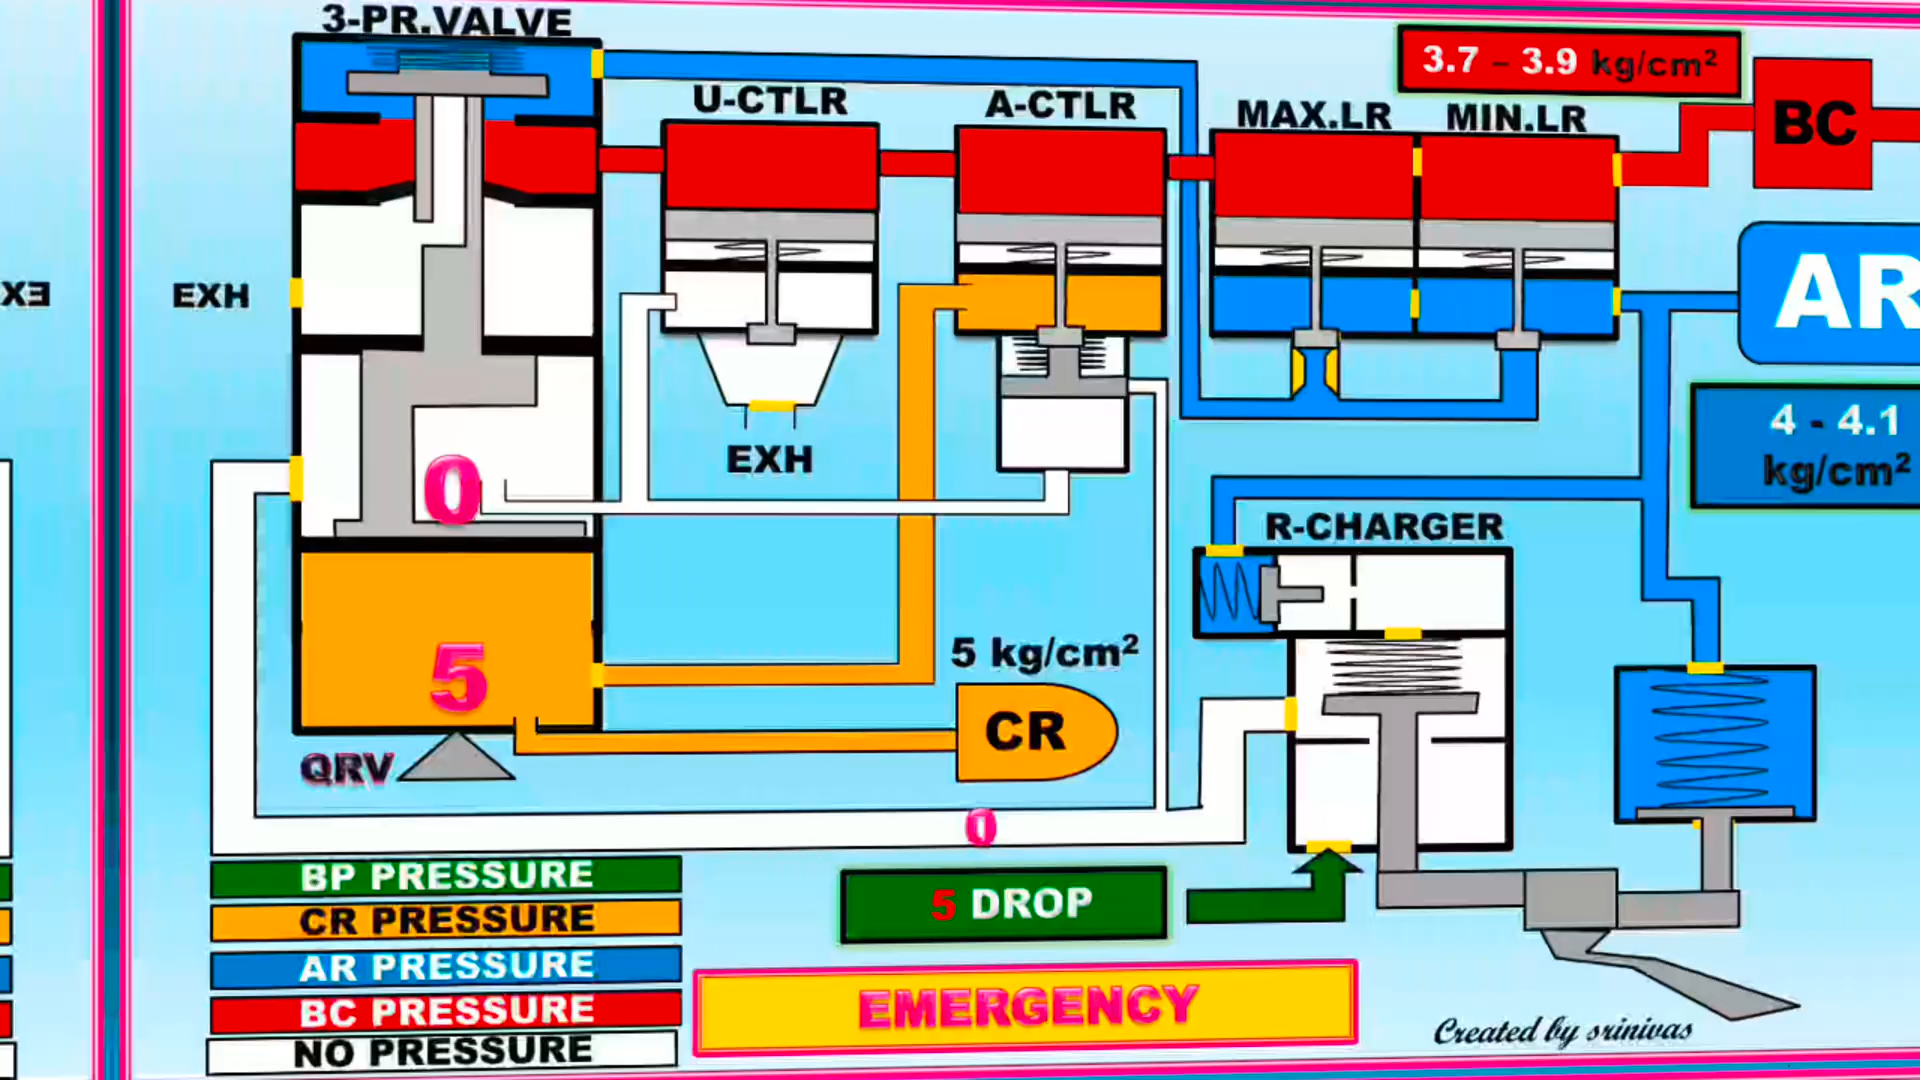 3-PR.VALVE
3.7 – 3.9 kg/cm²
U-CTLR
A-CTLR
MAX.LR
MIN.LR
BC
EXH
EXH
AR
4 - 4.1
kg/cm²
EXH
0
R-CHARGER
5
5 kg/cm²
CR
QRV
0
BP PRESSURE
CR PRESSURE
AR PRESSURE
BC PRESSURE
NO PRESSURE
5 DROP
EMERGENCY
Created by srinivas